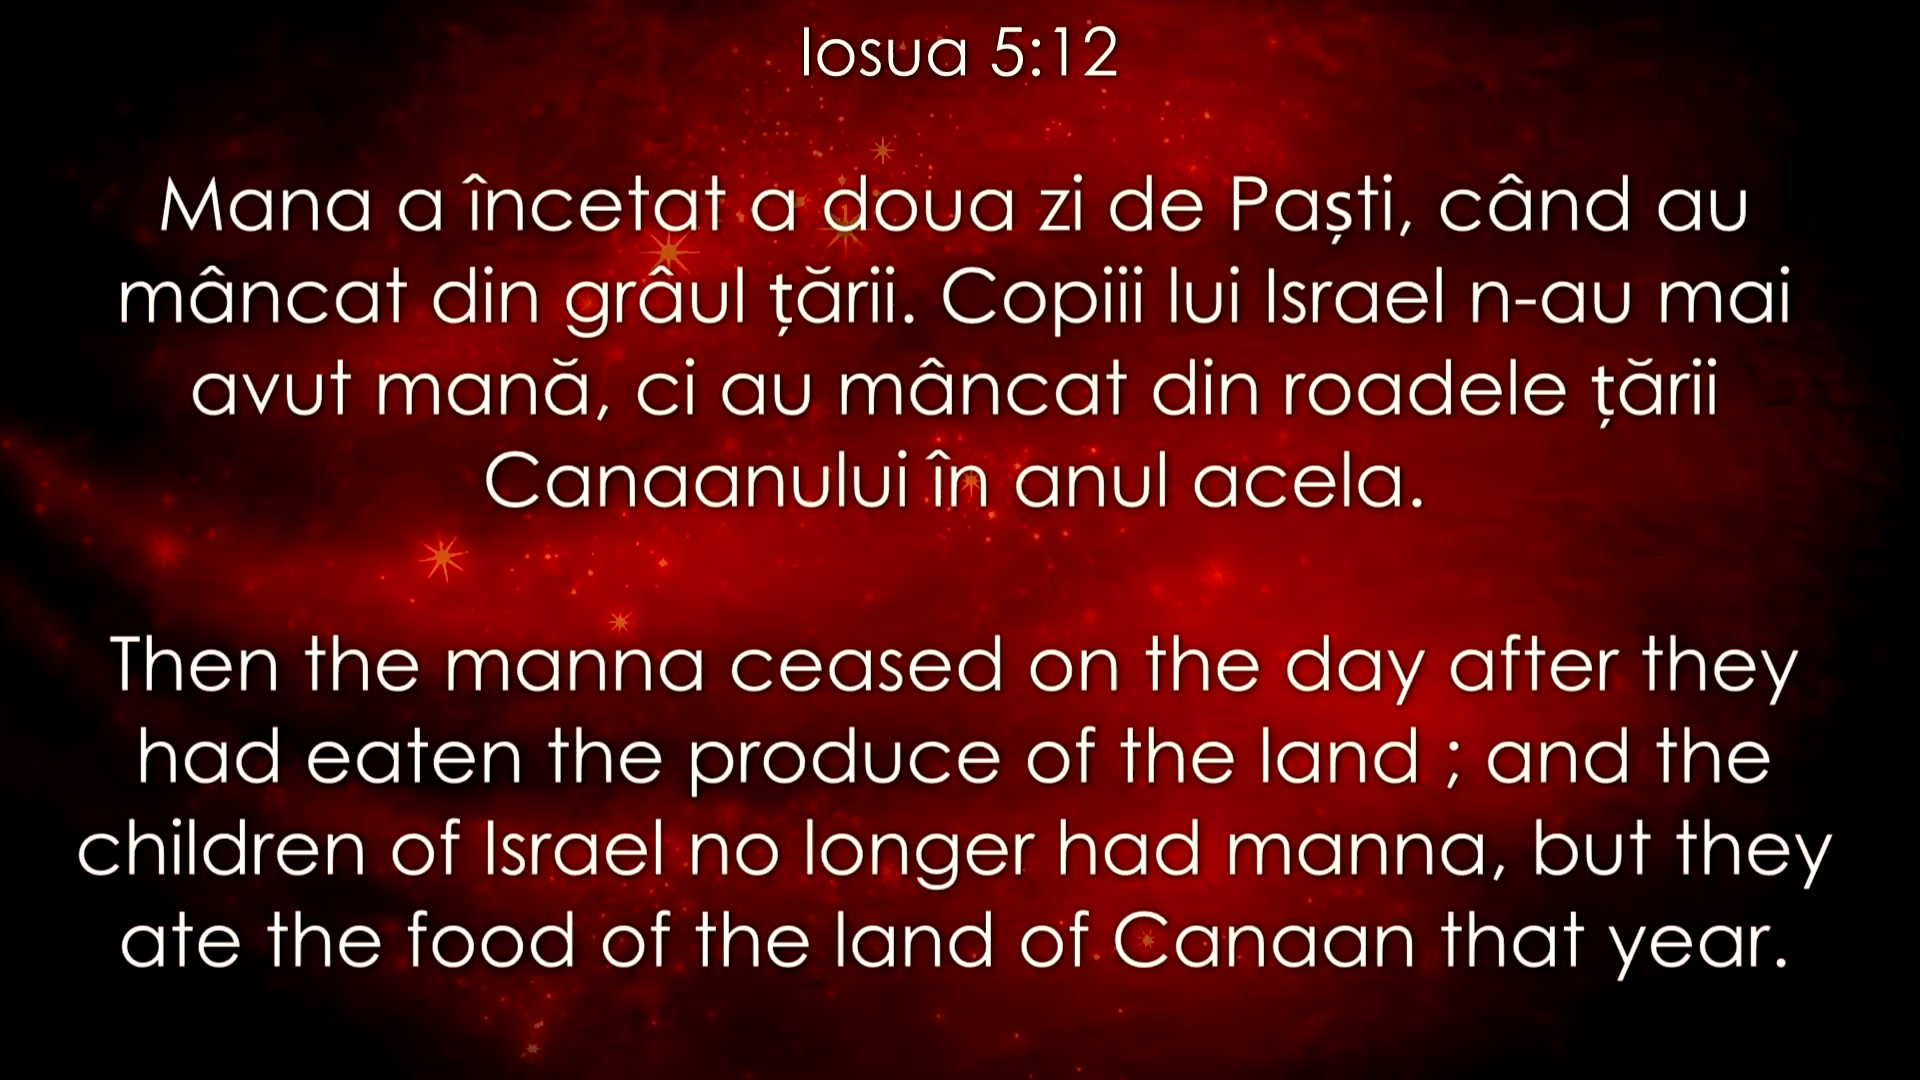 Iosua 5:12
Mana a încetat a doua zi de Paști, când au
mâncat din grâul țării. Copiii lui Israel n-au mai
avut mană, ci au mâncat din roadele țării
Canaanului în anul acela.
Then the manna ceased on the day after they
had eaten the produce of the land ; and the
children of Israel no longer had manna, but they
ate the food of the land of Canaan that year.